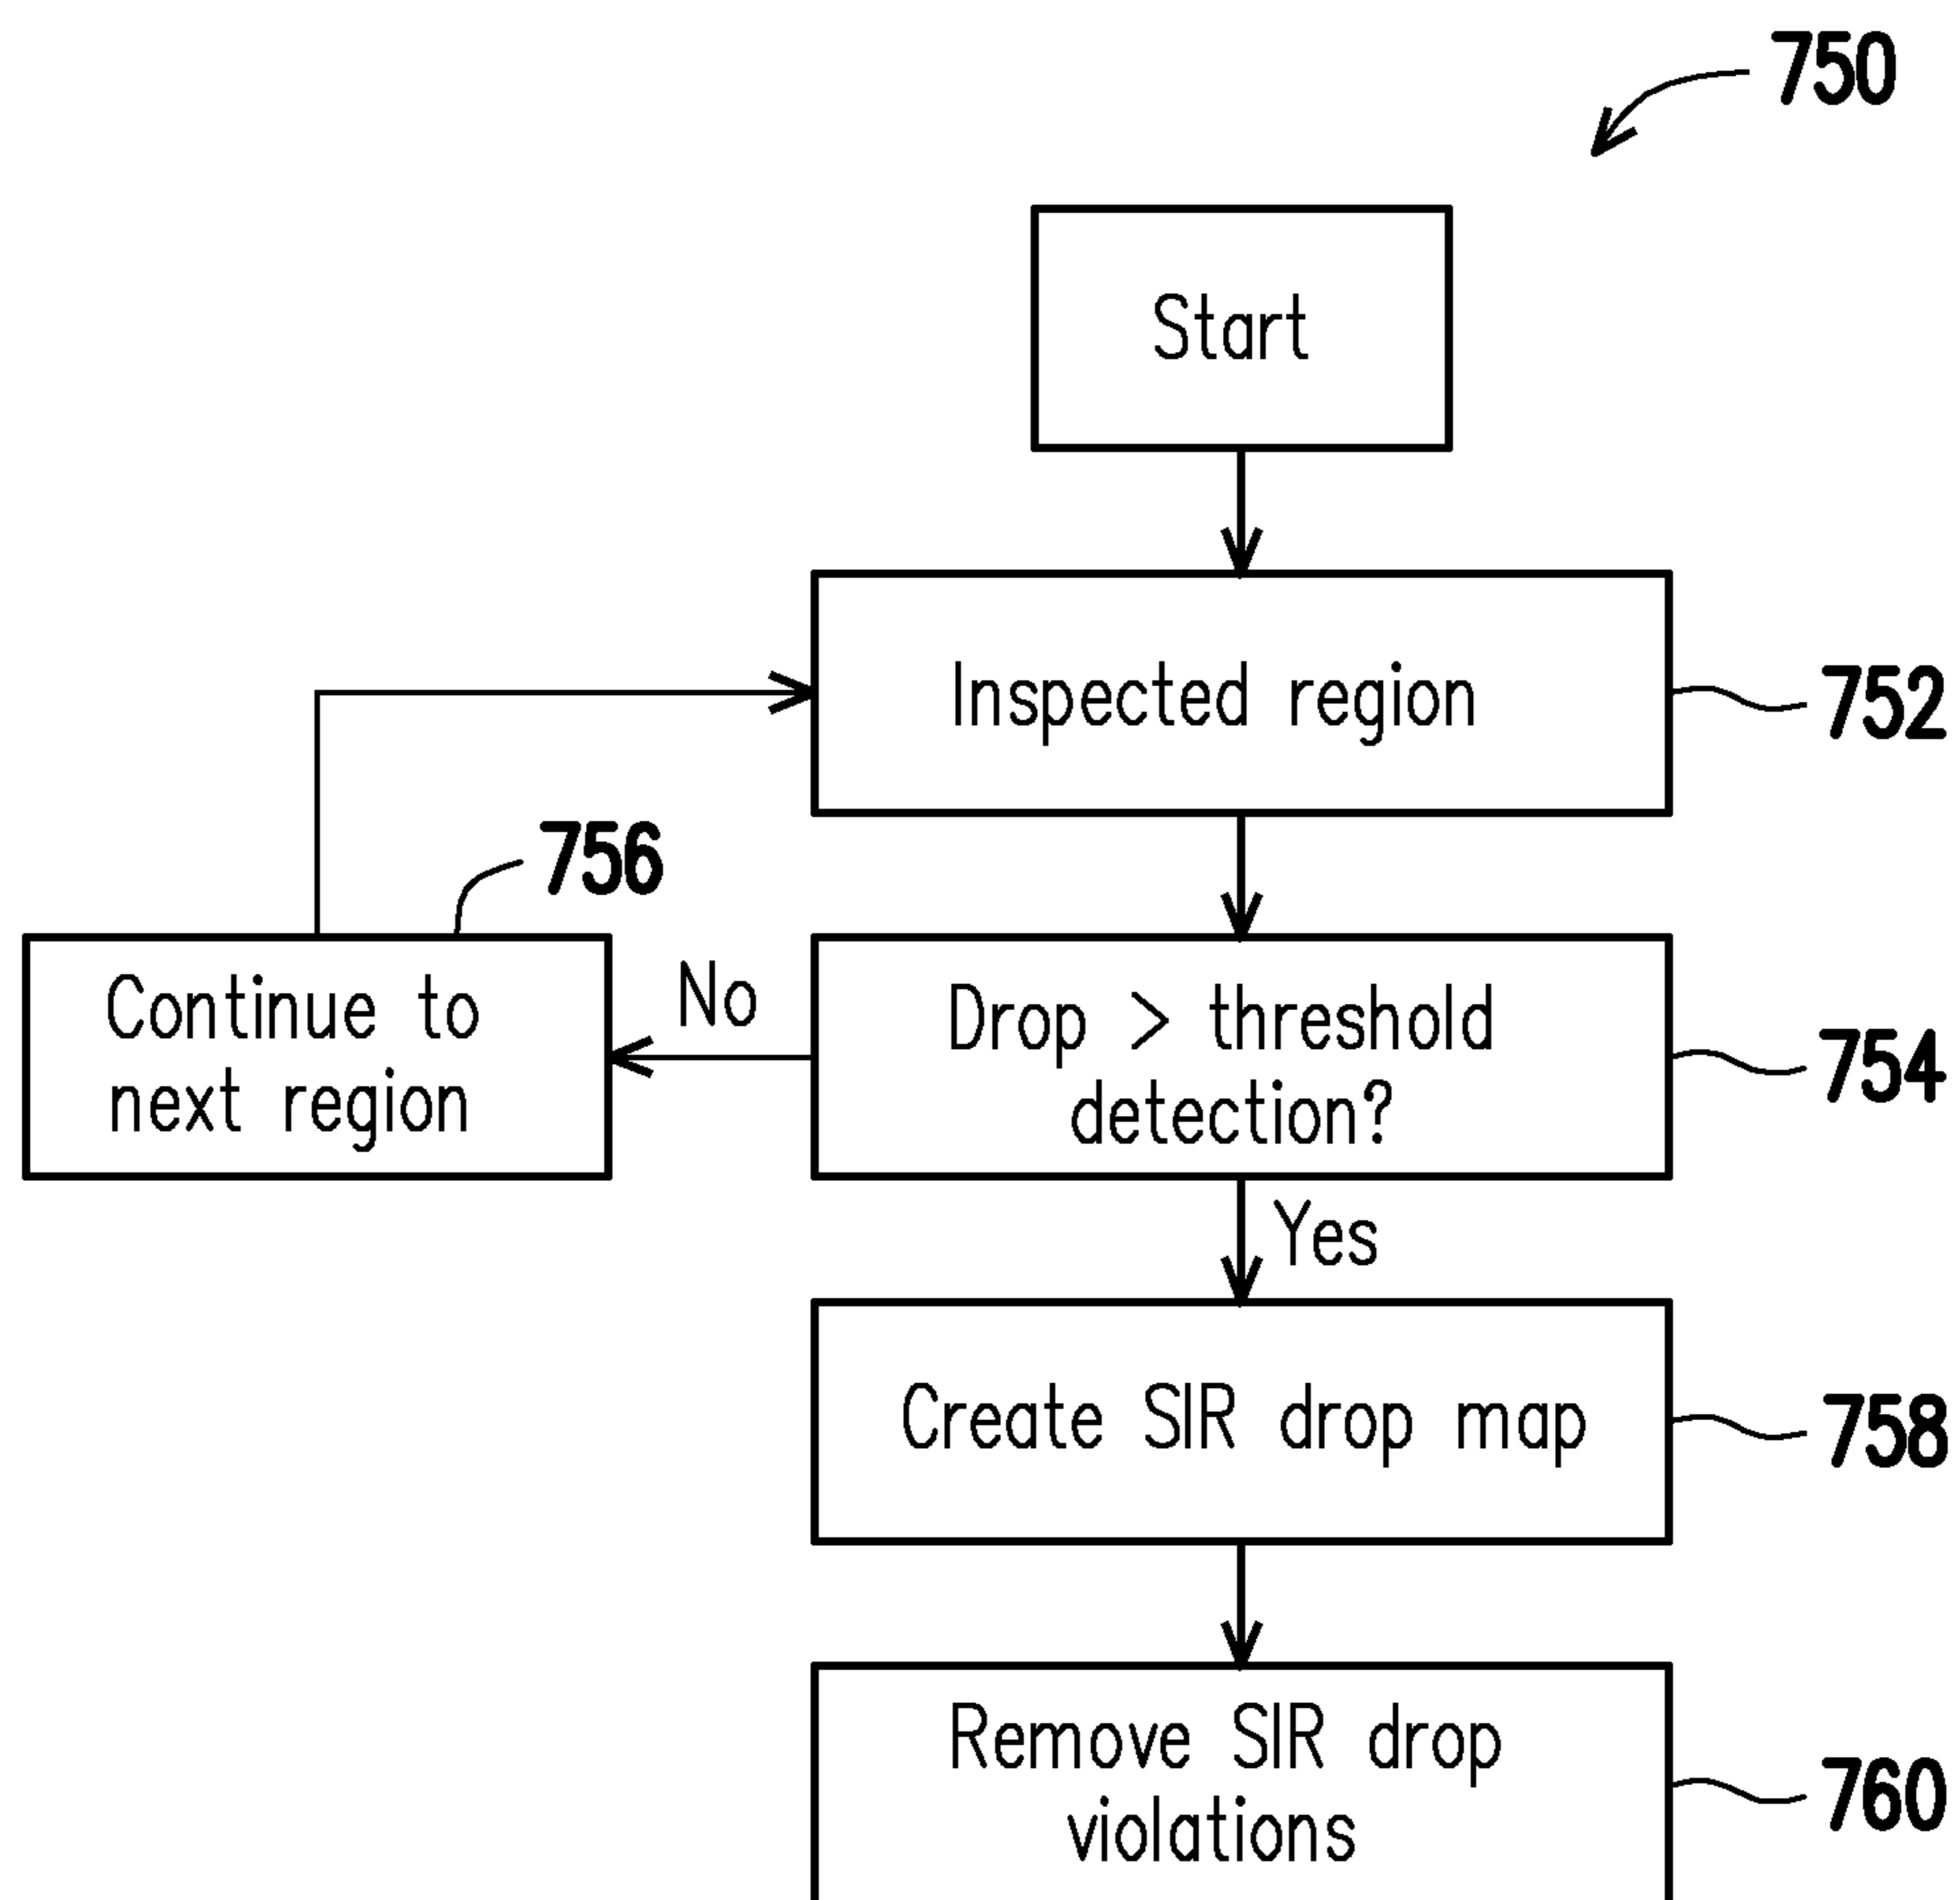 750
Start
Inspected region
752
756
Continue to
next region
No
Drop > threshold
detection?
754
Yes
Create SIR drop map
758
Remove SIR drop
violations
760